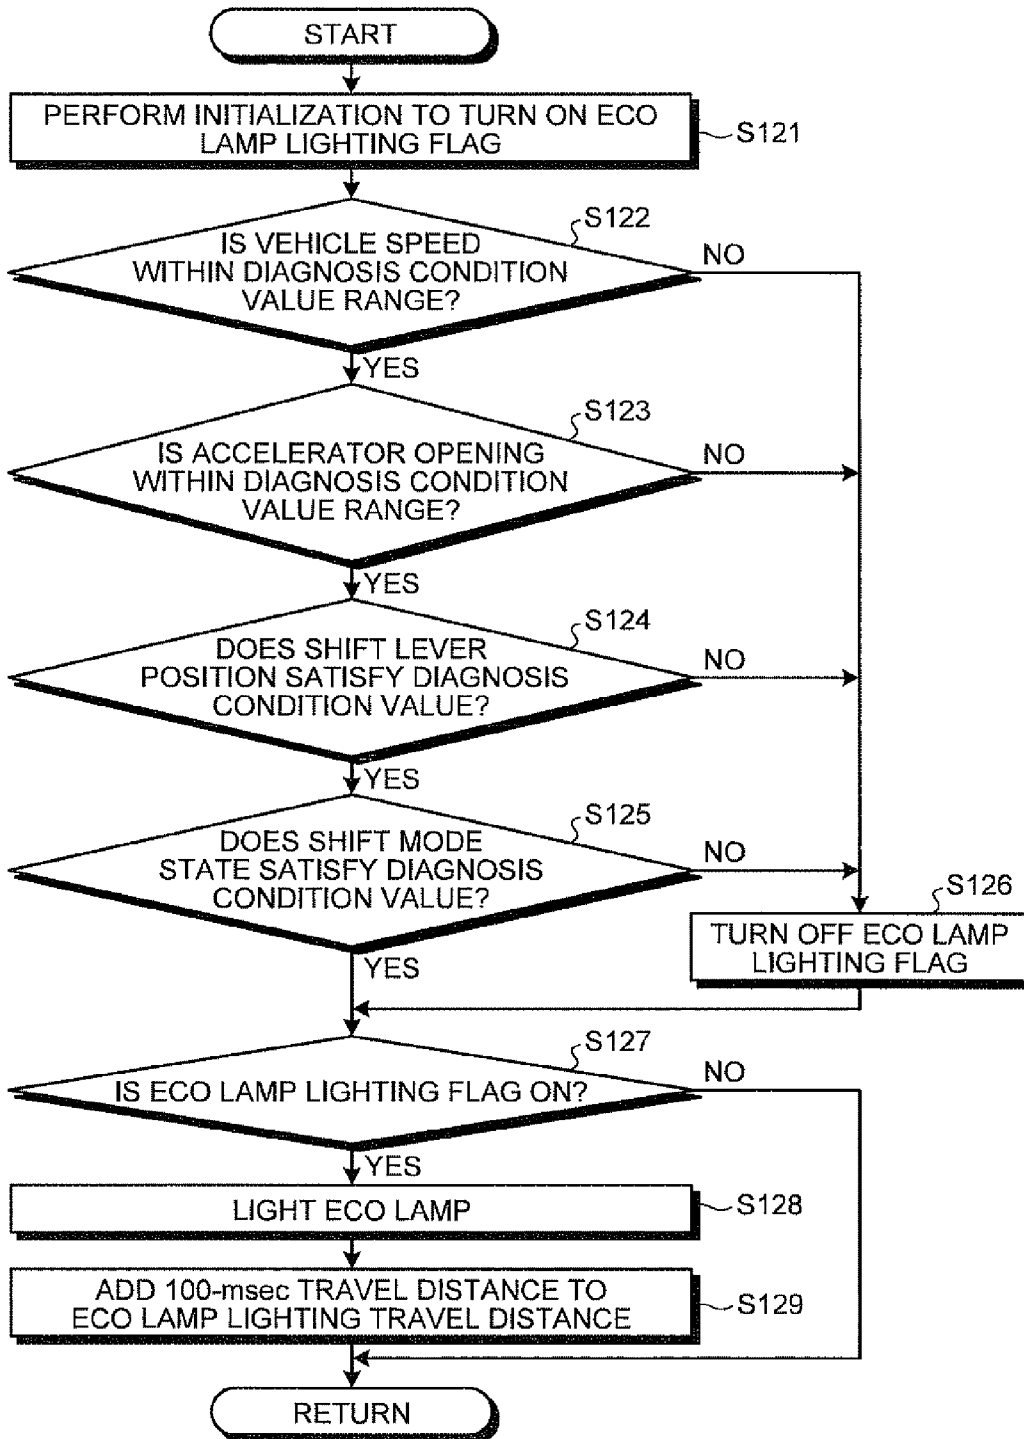 START
PERFORM INITIALIZATION TO TURN ON ECO
LAMP LIGHTING FLAG
S121
S122
IS VEHICLE SPEED
WITHIN DIAGNOSIS CONDITION
VALUE RANGE?
NO
YES
S123
IS ACCELERATOR OPENING
WITHIN DIAGNOSIS CONDITION
VALUE RANGE?
NO
YES
S124
DOES SHIFT LEVER
POSITION SATISFY DIAGNOSIS
CONDITION VALUE?
NO
YES
S125
DOES SHIFT MODE
STATE SATISFY DIAGNOSIS
CONDITION VALUE?
NO
YES
S126
TURN OFF ECO LAMP
LIGHTING FLAG
S127
IS ECO LAMP LIGHTING FLAG ON?
NO
YES
LIGHT ECO LAMP
S128
ADD 100-msec TRAVEL DISTANCE TO
ECO LAMP LIGHTING TRAVEL DISTANCE
S129
RETURN